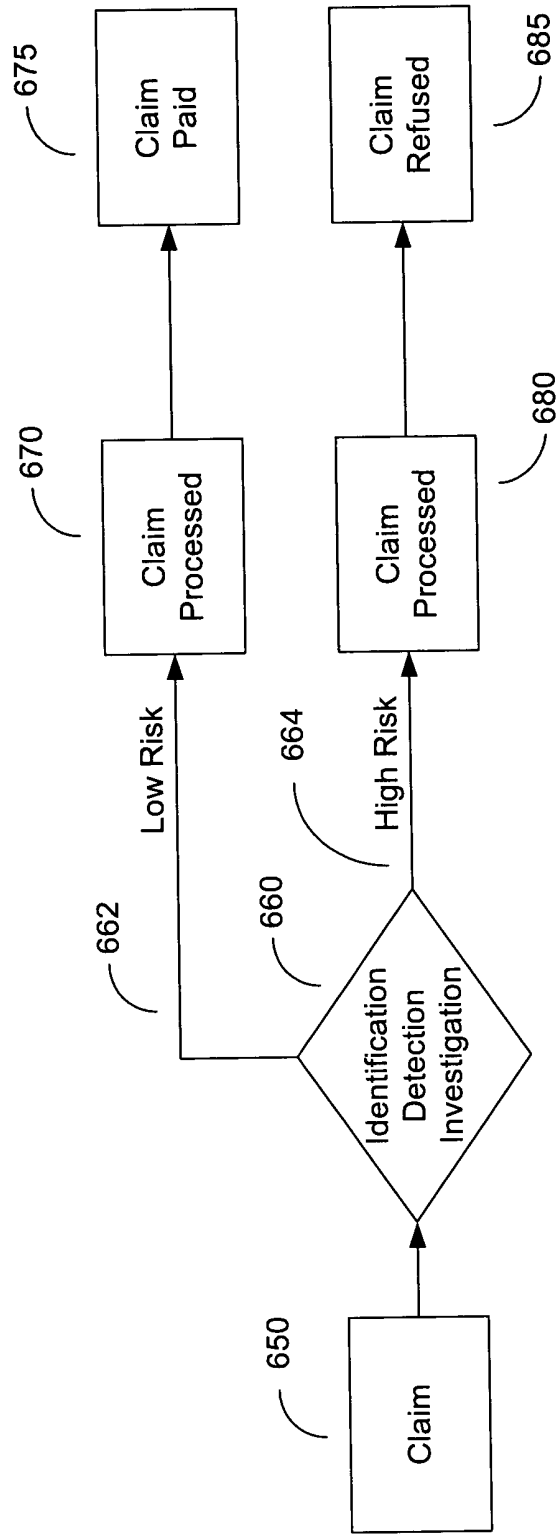 650
Claim
660
Identification
Detection
Investigation
662
Low Risk
664
High Risk
670
Claim
Processed
675
Claim
Paid
680
Claim
Processed
685
Claim
Refused